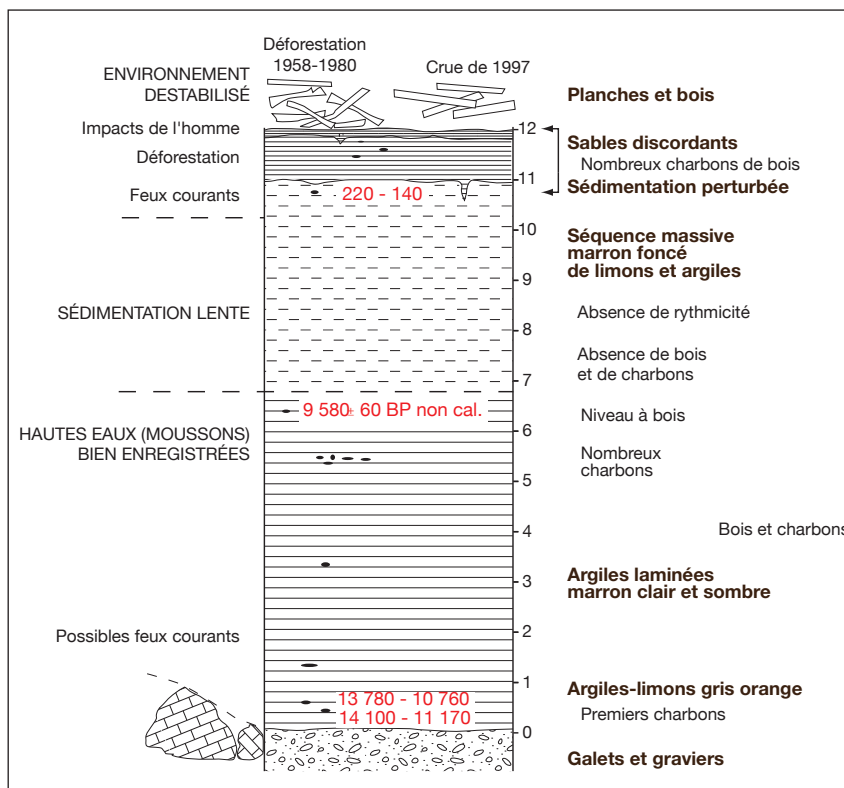 Déforestation
1958-1980
Crue de 1997
ENVIRONNEMENT
DESTABILISÉ
Planches et bois
Impacts de l'homme
12
Sables discordants
Déforestation
Nombreux charbons de bois
11
Sédimentation perturbée
Feux courants
220 - 140
10
Séquence massive
marron foncé
de limons et argiles
9
SÉDIMENTATION LENTE
Absence de rythmicité
8
Absence de bois
et de charbons
7
9 580± 60 BP non cal.
Niveau à bois
6
HAUTES EAUX (MOUSSONS)
BIEN ENREGISTRÉES
Nombreux
charbons
5
4
Bois et charbons
Argiles laminées
marron clair et sombre
3
2
Possibles feux courants
1
13 780 - 10 760
14 100 - 11 170
Argiles-limons gris orange
Premiers charbons
0
Galets et graviers